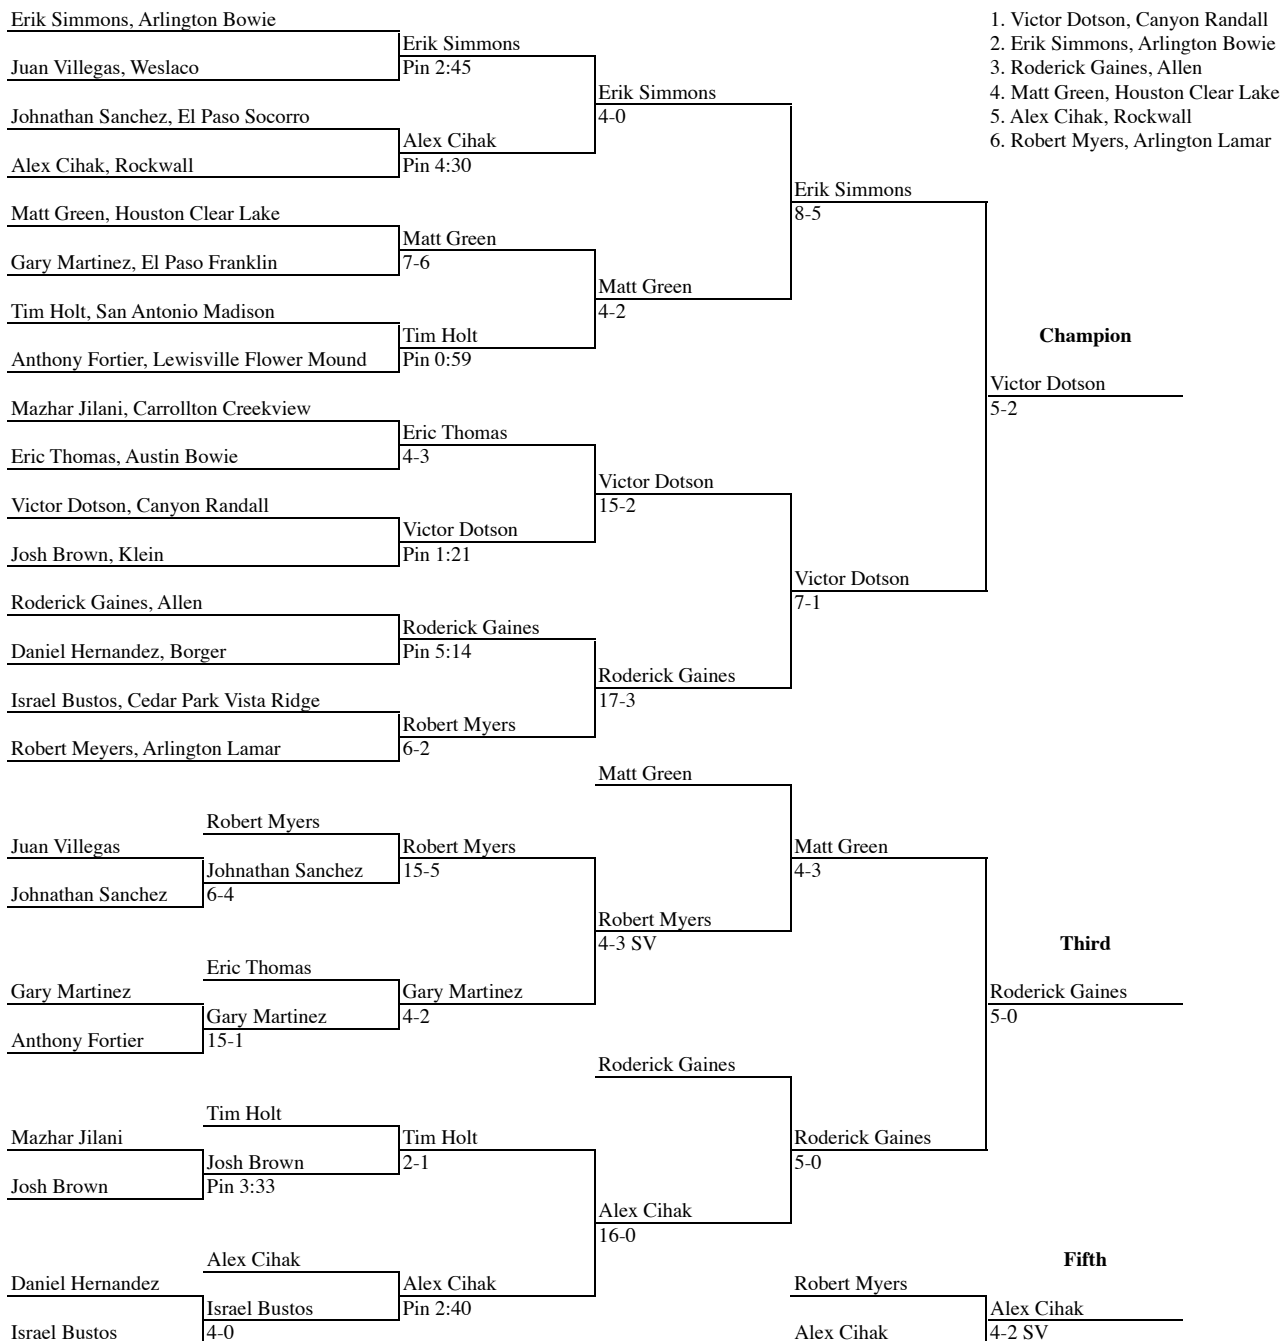 Erik Simmons, Arlington Bowie
1. Victor Dotson, Canyon Randall
Erik Simmons
2. Erik Simmons, Arlington Bowie
Juan Villegas, Weslaco
Pin 2:45
3. Roderick Gaines, Allen
Erik Simmons
4. Matt Green, Houston Clear Lake
Johnathan Sanchez, El Paso Socorro
4-0
5. Alex Cihak, Rockwall
Alex Cihak
6. Robert Myers, Arlington Lamar
Alex Cihak, Rockwall
Pin 4:30
Erik Simmons
Matt Green, Houston Clear Lake
8-5
Matt Green
Gary Martinez, El Paso Franklin
7-6
Matt Green
Tim Holt, San Antonio Madison
4-2
Tim Holt
Champion
Anthony Fortier, Lewisville Flower Mound
Pin 0:59
Victor Dotson
Mazhar Jilani, Carrollton Creekview
5-2
Eric Thomas
Eric Thomas, Austin Bowie
4-3
Victor Dotson
Victor Dotson, Canyon Randall
15-2
Victor Dotson
Josh Brown, Klein
Pin 1:21
Victor Dotson
Roderick Gaines, Allen
7-1
Roderick Gaines
Daniel Hernandez, Borger
Pin 5:14
Roderick Gaines
Israel Bustos, Cedar Park Vista Ridge
17-3
Robert Myers
Robert Meyers, Arlington Lamar
6-2
Matt Green
Robert Myers
Juan Villegas
Robert Myers
Matt Green
Johnathan Sanchez
15-5
4-3
Johnathan Sanchez
6-4
Robert Myers
4-3 SV
Third
Eric Thomas
Gary Martinez
Gary Martinez
Roderick Gaines
Gary Martinez
4-2
5-0
Anthony Fortier
15-1
Roderick Gaines
Tim Holt
Mazhar Jilani
Tim Holt
Roderick Gaines
Josh Brown
2-1
5-0
Josh Brown
Pin 3:33
Alex Cihak
16-0
Alex Cihak
Fifth
Daniel Hernandez
Alex Cihak
Robert Myers
Israel Bustos
Pin 2:40
Alex Cihak
Israel Bustos
4-0
Alex Cihak
4-2 SV